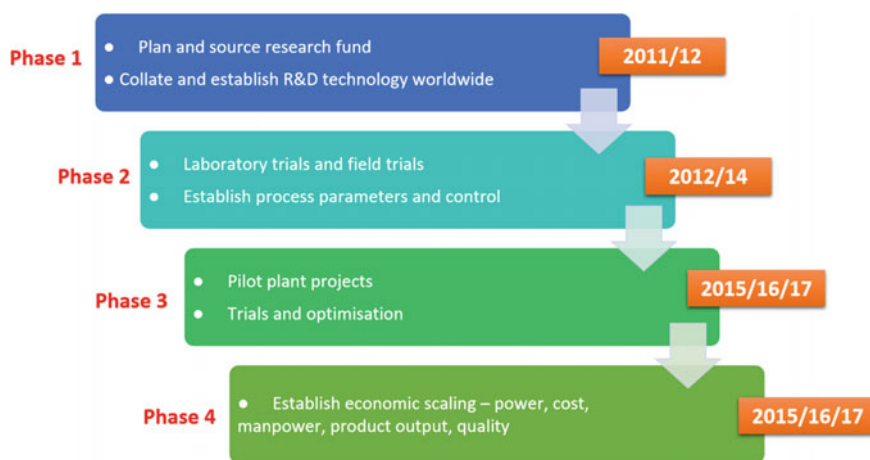 Phase 1
● Plan and source research fund
● Collate and establish R&D technology worldwide
2011/12
Phase 2
● Laboratory trials and field trials
● Establish process parameters and control
2012/14
Phase 3
● Pilot plant projects
● Trials and optimisation
2015/16/17
Phase 4
● Establish economic scaling – power, cost,
manpower, product output, quality
2015/16/17